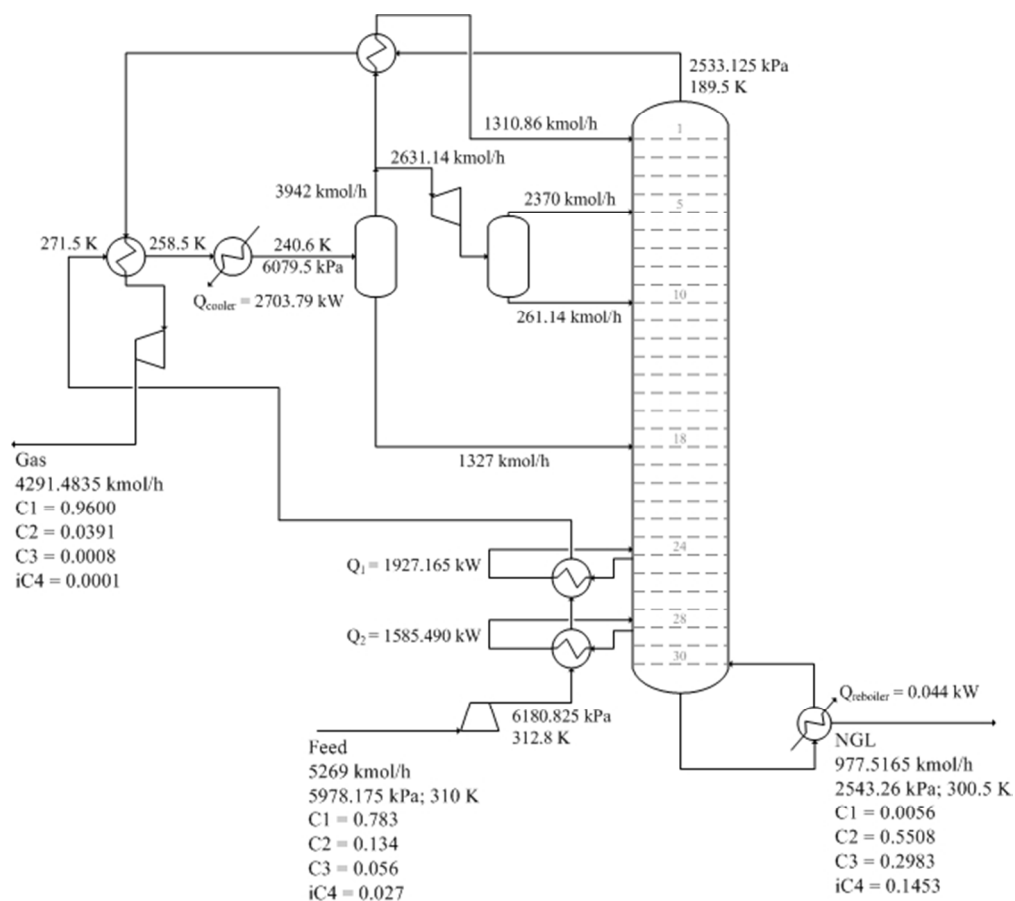 2533.125 kPa
189.5 K
1
1310.86 kmol/h
2631.14 kmol/h
3942 kmol/h
2370 kmol/h
5
271.5 K
258.5 K
240.6 K
6079.5 kPa
Qcooler = 2703.79 kW
10
261.14 kmol/h
18
1327 kmol/h
Gas
4291.4835 kmol/h
C1 = 0.9600
C2 = 0.0391
C3 = 0.0008
iC4 = 0.0001
24
Q1 = 1927.165 kW
28
Q2 = 1585.490 kW
30
Qreboiler = 0.044 kW
6180.825 kPa
312.8 K
Feed
5269 kmol/h
5978.175 kPa; 310 K
C1 = 0.783
C2 = 0.134
C3 = 0.056
iC4 = 0.027
NGL
977.5165 kmol/h
2543.26 kPa; 300.5 K
C1 = 0.0056
C2 = 0.5508
C3 = 0.2983
iC4 = 0.1453